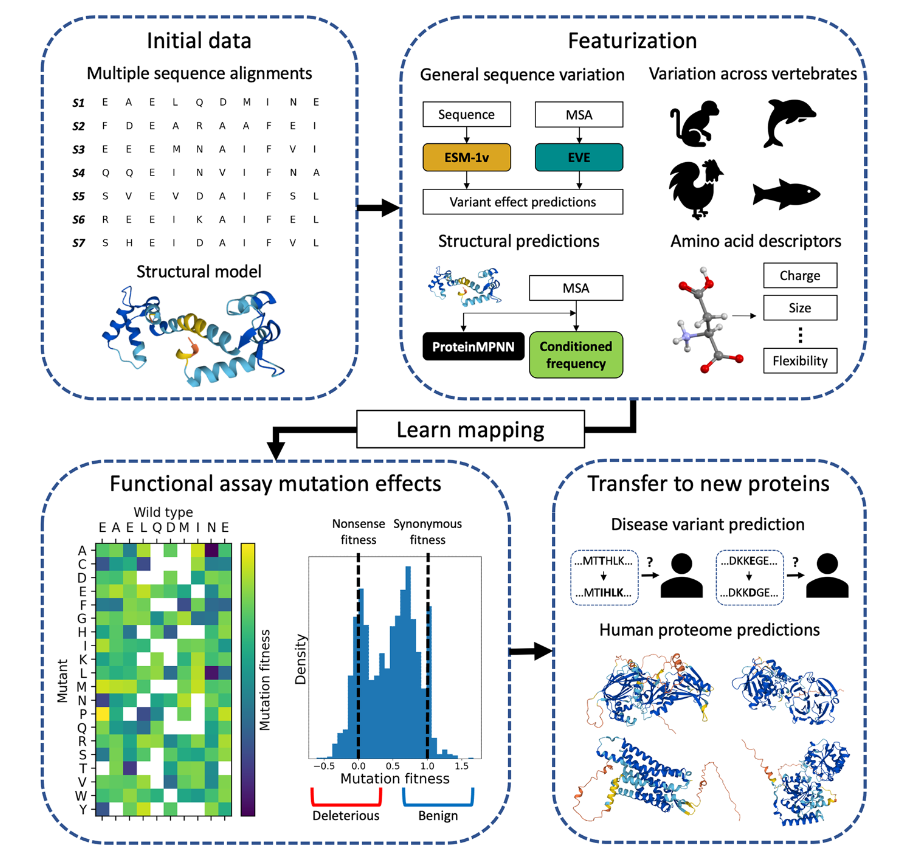 Initial data
Multiple sequence alignments
S1 E A E L Q D M I N E
S2 F D E A R A A F E I
S3 E E E M N A I F V I
S4 Q Q E I N V I F N A
S5 S V E V D A I F S L
S6 R E E I K A I F E L
S7 S H E I D A I F V L
Structural model
Featurization
General sequence variation
Sequence
MSA
ESM-1v
EVE
Variant effect predictions
Variation across vertebrates
Structural predictions
MSA
ProteinMPNN
Conditioned
frequency
Amino acid descriptors
Charge
Size
Flexibility
Learn mapping
Functional assay mutation effects
Wild type
E A E L Q D M I N E
Mutant
A
C
D
E
F
G
H
I
K
L
M
N
P
Q
R
S
T
V
W
Y
Mutation fitness
Nonsense
fitness
Synonymous
fitness
Density
−0.5 0.0 0.5 1.0 1.5
Mutation fitness
Deleterious
Benign
Transfer to new proteins
Disease variant prediction
...MTTHLK...
...MTIHLK...
?
...DKKEGE...
...DKKDGE...
?
Human proteome predictions